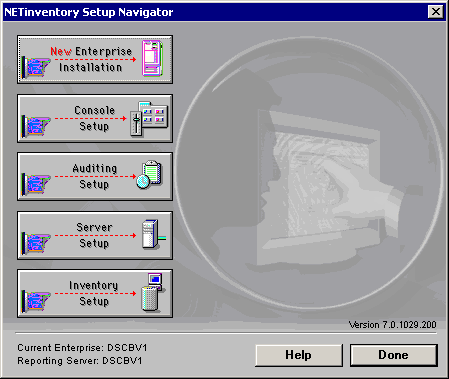 NETinventory Setup Navigator
New Enterprise
Installation
Console
Setup
Auditing
Setup
Server
Setup
Inventory
Setup
Version 7.0.1029.200
Current Enterprise: DSCBV1
Reporting Server: DSCBV1
Help
Done